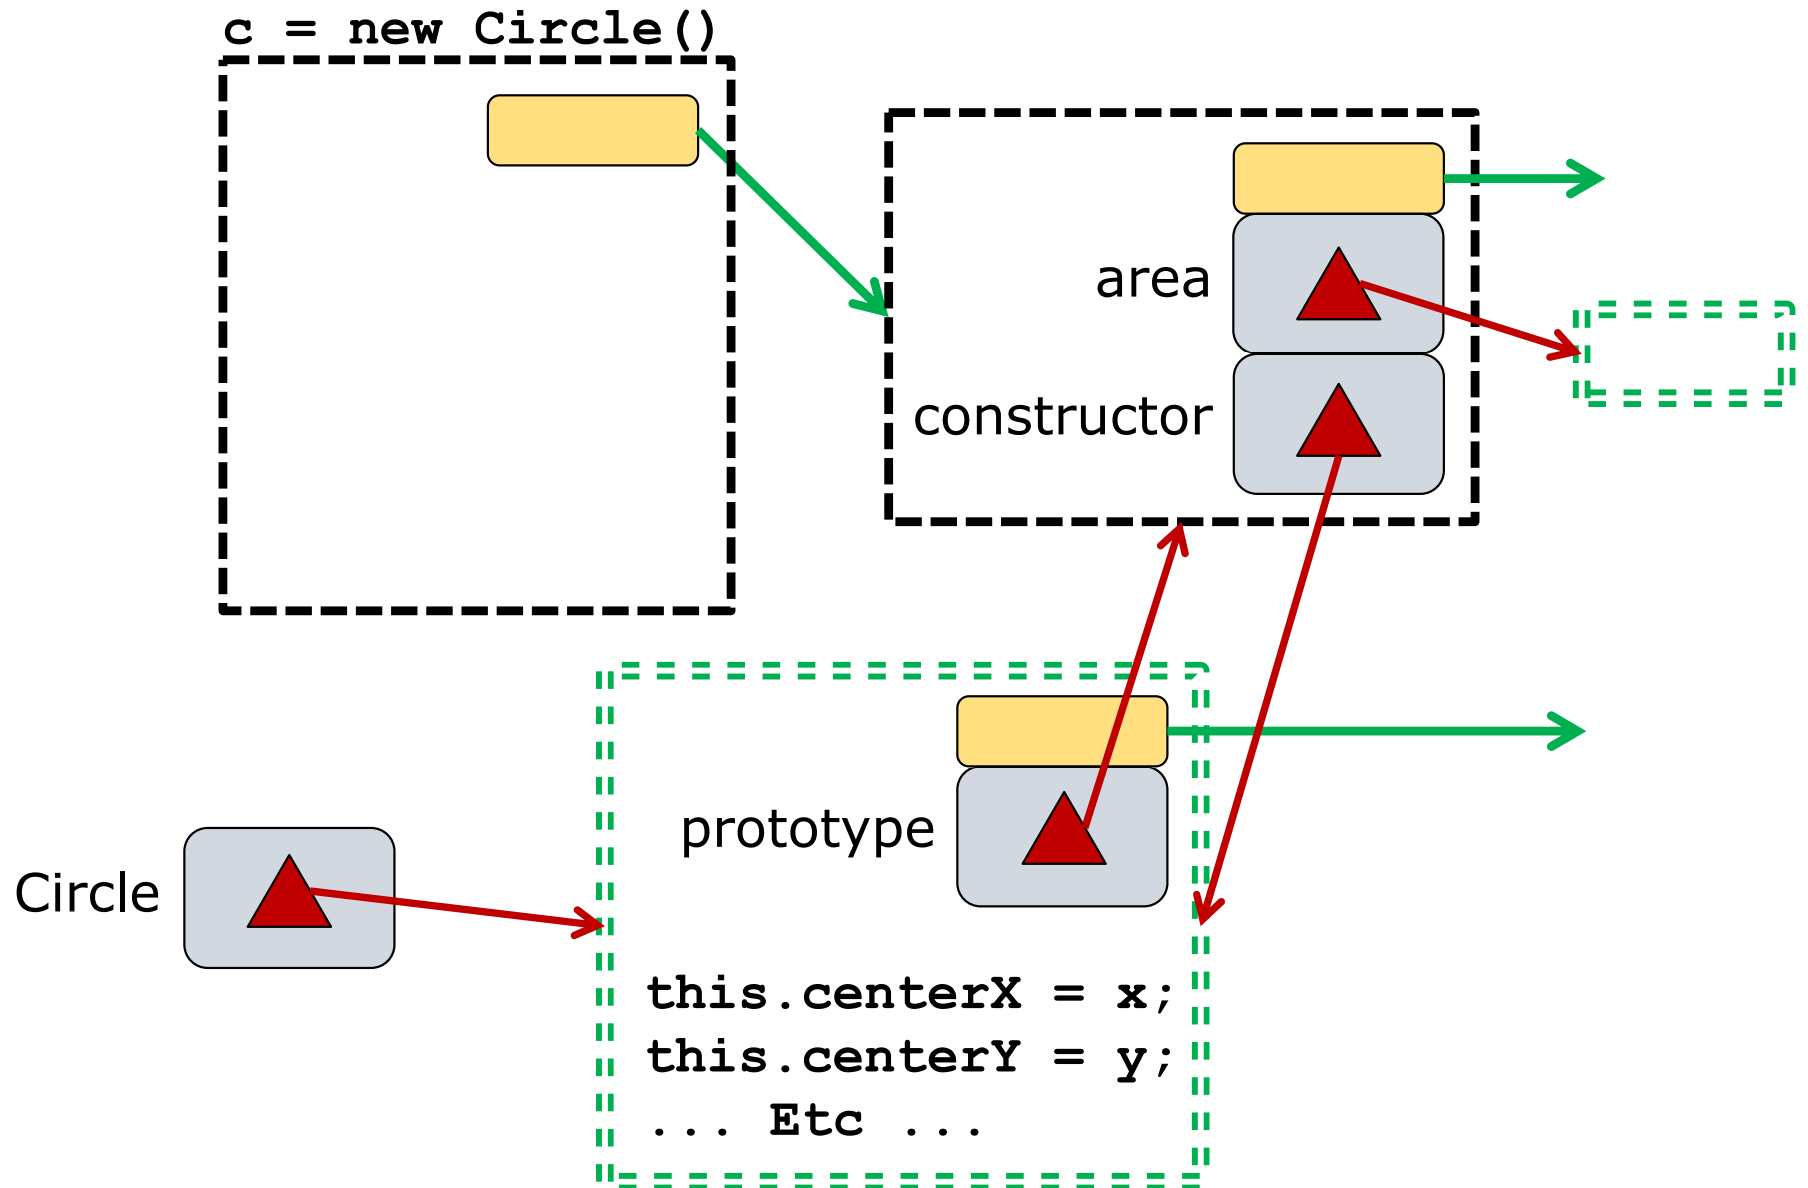 c = new Circle()
area
constructor
prototype
Circle
this.centerX = x;
this.centerY = y;
... Etc ...